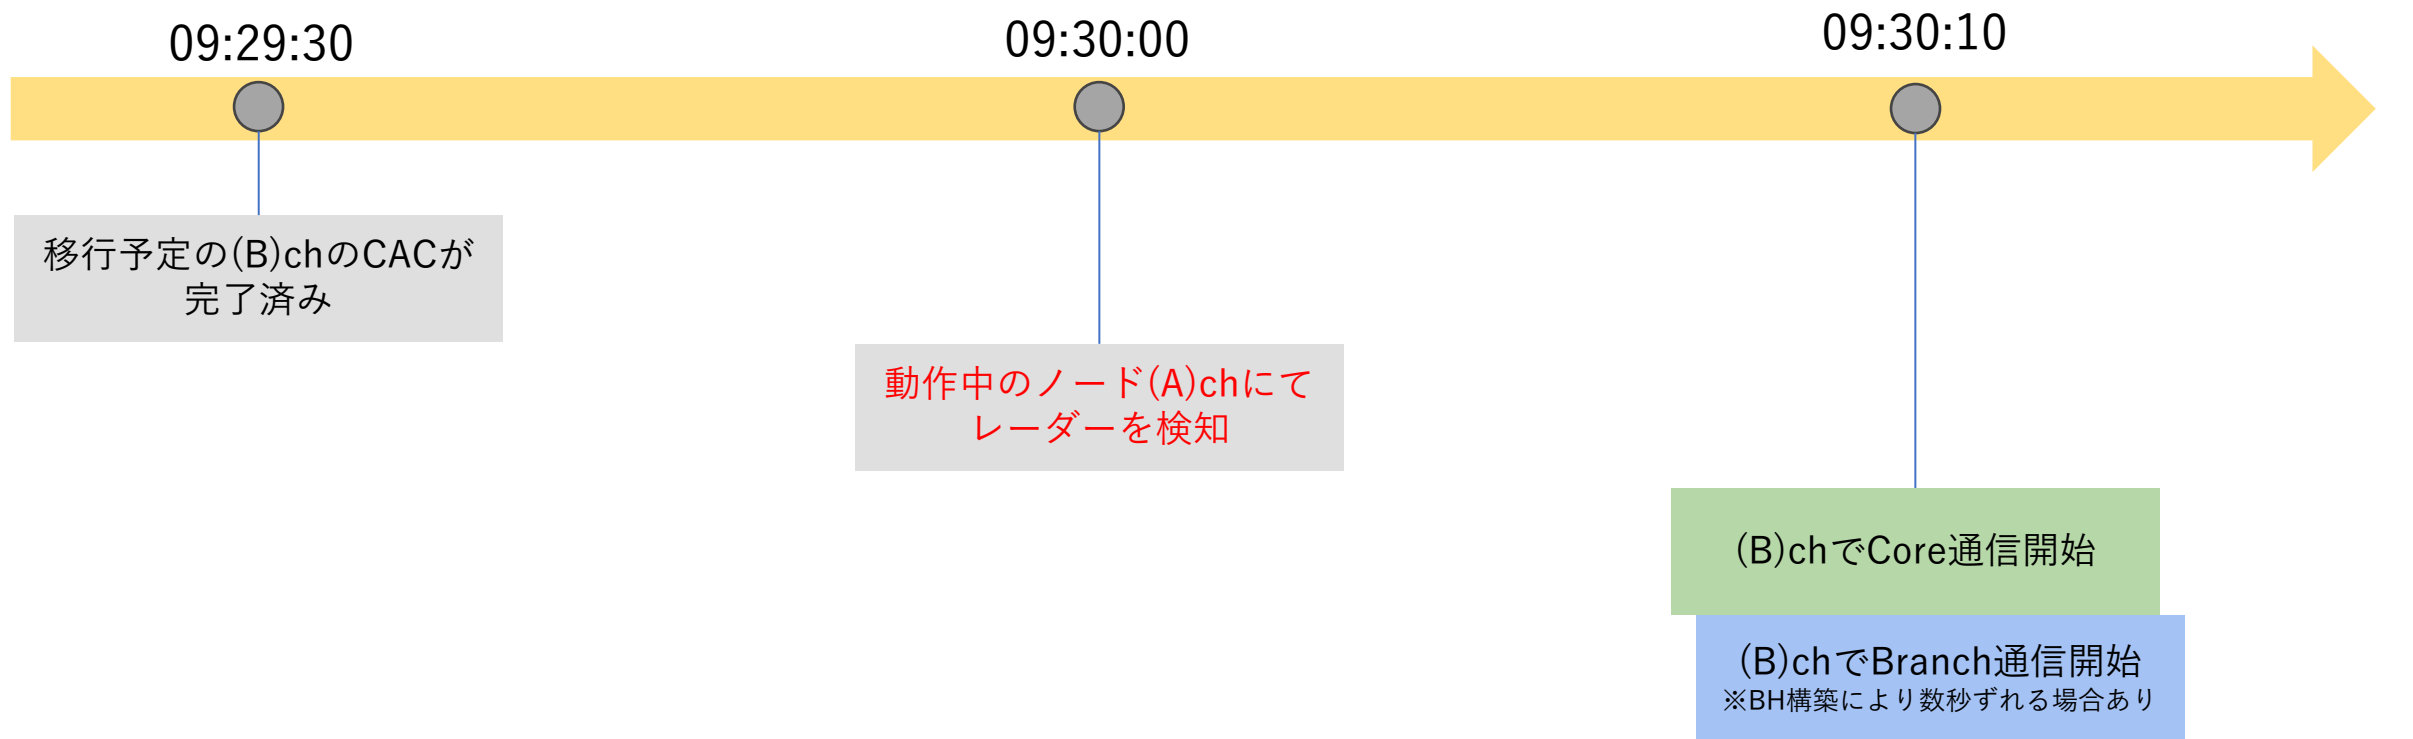 09:29:30
09:30:00
09:30:10
移行予定の(B)chのCACが
完了済み
動作中のノード(A)chにて
レーダーを検知
(B)chでCore通信開始
(B)chでBranch通信開始
※BH構築により数秒ずれる場合あり